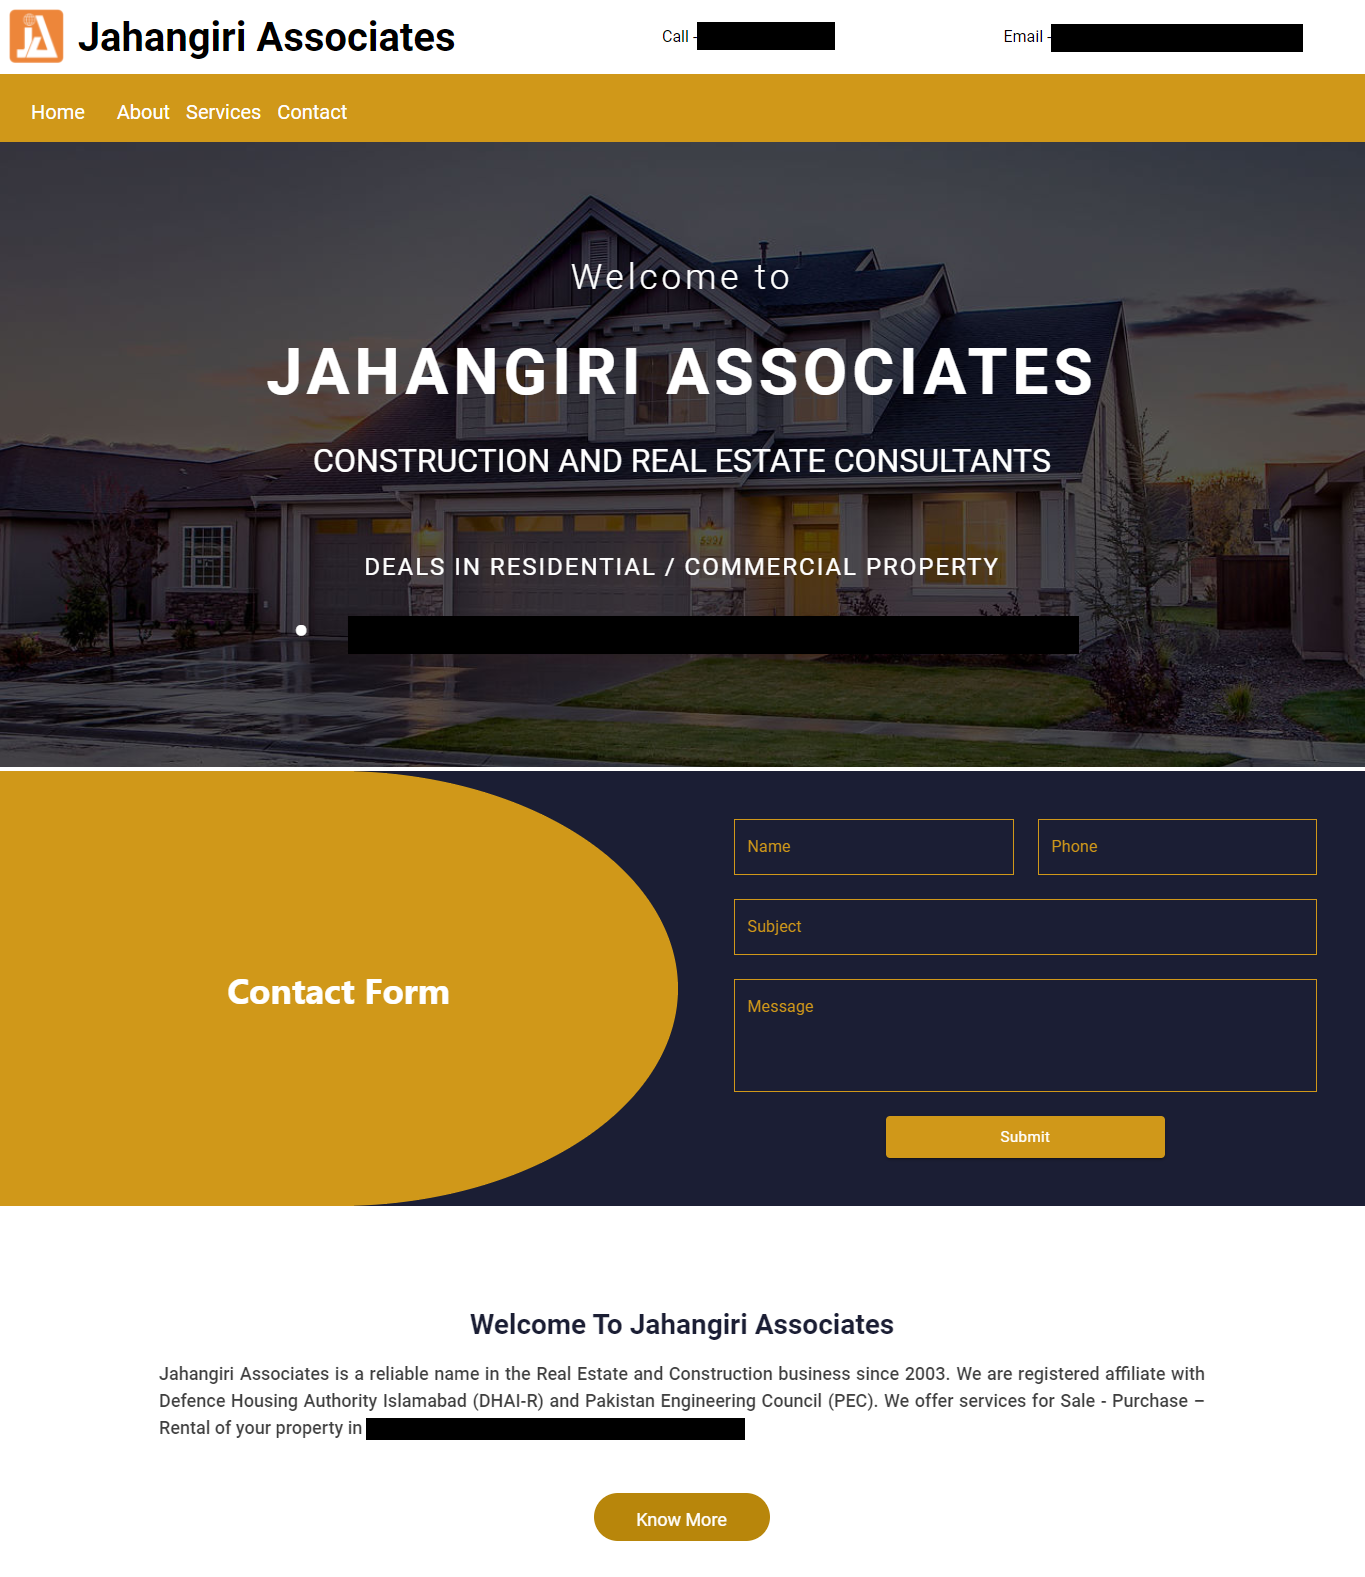 JA
Jahangiri Associates
Call -
Email -
Home About Services Contact
Welcome to
JAHANGIRI ASSOCIATES
CONSTRUCTION AND REAL ESTATE CONSULTANTS
DEALS IN RESIDENTIAL / COMMERCIAL PROPERTY
Contact Form
Name
Phone
Subject
Message
Submit
Welcome To Jahangiri Associates
Jahangiri Associates is a reliable name in the Real Estate and Construction business since 2003. We are registered affiliate with
Defence Housing Authority Islamabad (DHAI-R) and Pakistan Engineering Council (PEC). We offer services for Sale - Purchase –
Rental of your property in
Know More